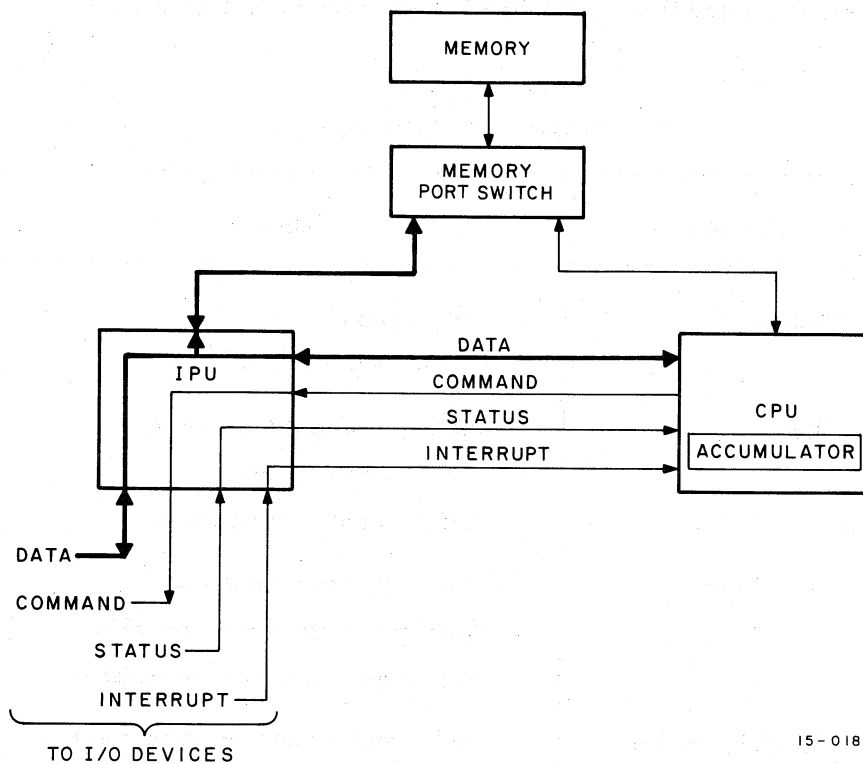 MEMORY
MEMORY
PORT SWITCH
DATA
IPU
COMMAND
CPU
STATUS
ACCUMULATOR
INTERRUPT
DATA
COMMAND
STATUS
INTERRUPT
TO I/O DEVICES
15-018